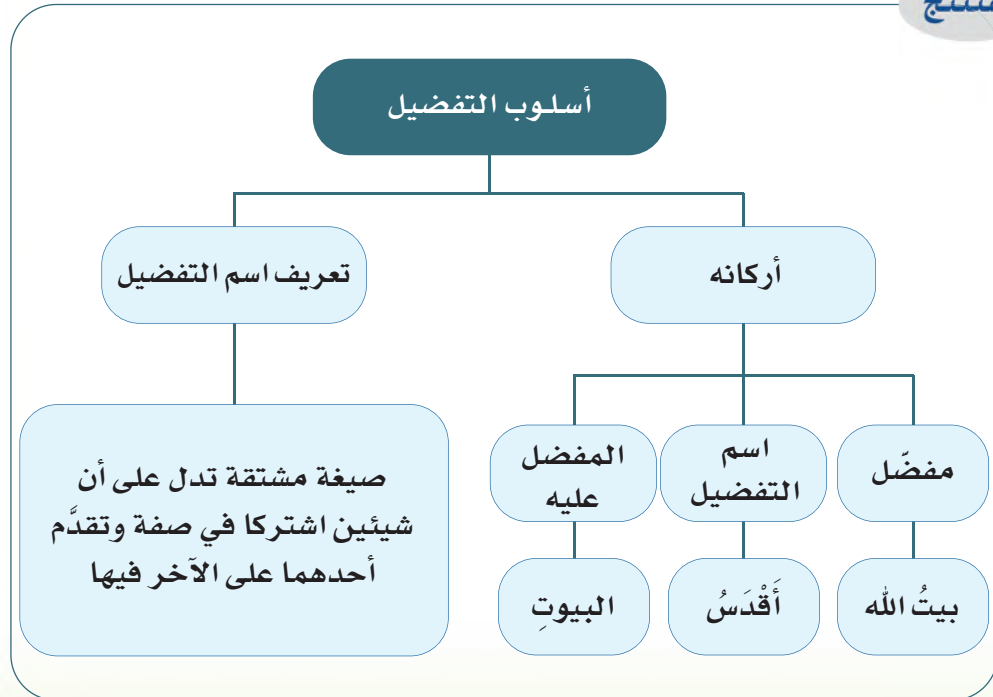 أسلوب التفضيل
أركانه
تعريف اسم التفضيل
مفضّل
اسم
التفضيل
المفضل
عليه
بيتُ الله
أَقْدَسُ
البيوتِ
صيغة مشتقة تدل على أن
شيئين اشتركا في صفة وتقدَّم
أحدهما على الآخر فيها